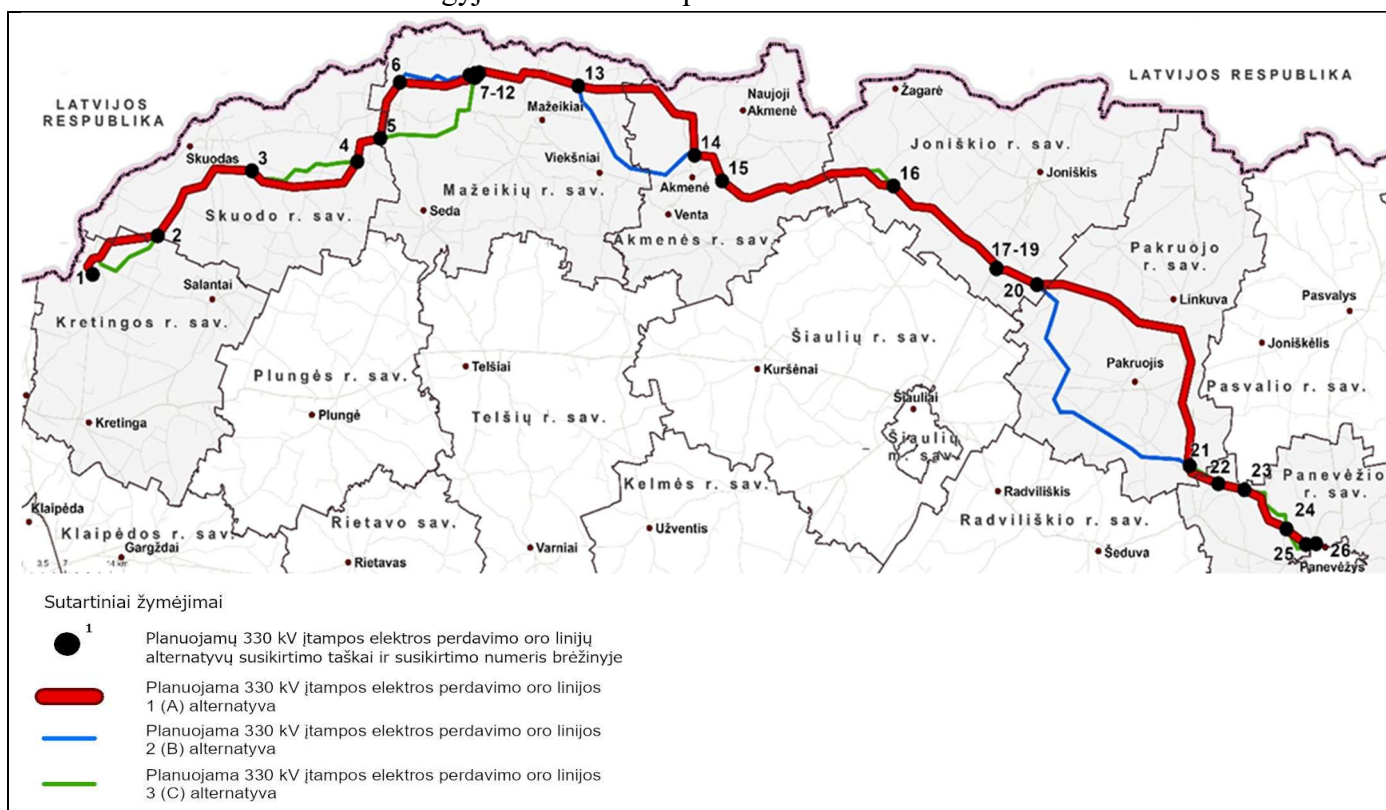 LATVIJOS RESPUBLIKA
LATVIJOS
RESPUBLIKA
6
7-12
13
Mažeikiai
Naujoji
Akmenė
Žagarė
Skuodas
3
4
5
Viekšniai
14
15
Akmenė
Joniškio r. sav.
Joniškis
16
Skuodo r. sav.
Mažeikių r. sav.
Seda
Venta
Akmenės r. sav.
2
1
Salantai
Kretingos r. sav.
17-19
20
Pakruojo
r. sav.
Linkuva
Pasvalys
Šiaulių r. sav.
Joniškėlis
Plungės r. sav.
Telšiai
Kuršėnai
Pakruojis
Pasvalio r. sav.
Kretinga
Plungė
Telšių r. sav.
Šiauliai
Šiaulių
m. sav.
21
22
23
Panevėžio
r. sav.
Kelmės r. sav.
Radviliškis
24
Klaipėda
Klaipėdos r. sav.
Gargždai
Rietavo sav.
Rietavas
Varniai
Užventis
Radviliškio r. sav.
Šeduva
25
26
Panevėžys
3,5 7 14 km
Sutartiniai žymėjimai
1
Planuojamų 330 kV įtampos elektros perdavimo oro linijų
alternatyvų susikirtimo taškai ir susikirtimo numeris brėžinyje
Planuojama 330 kV įtampos elektros perdavimo oro linijos
1 (A) alternatyva
Planuojama 330 kV įtampos elektros perdavimo oro linijos
2 (B) alternatyva
Planuojama 330 kV įtampos elektros perdavimo oro linijos
3 (C) alternatyva